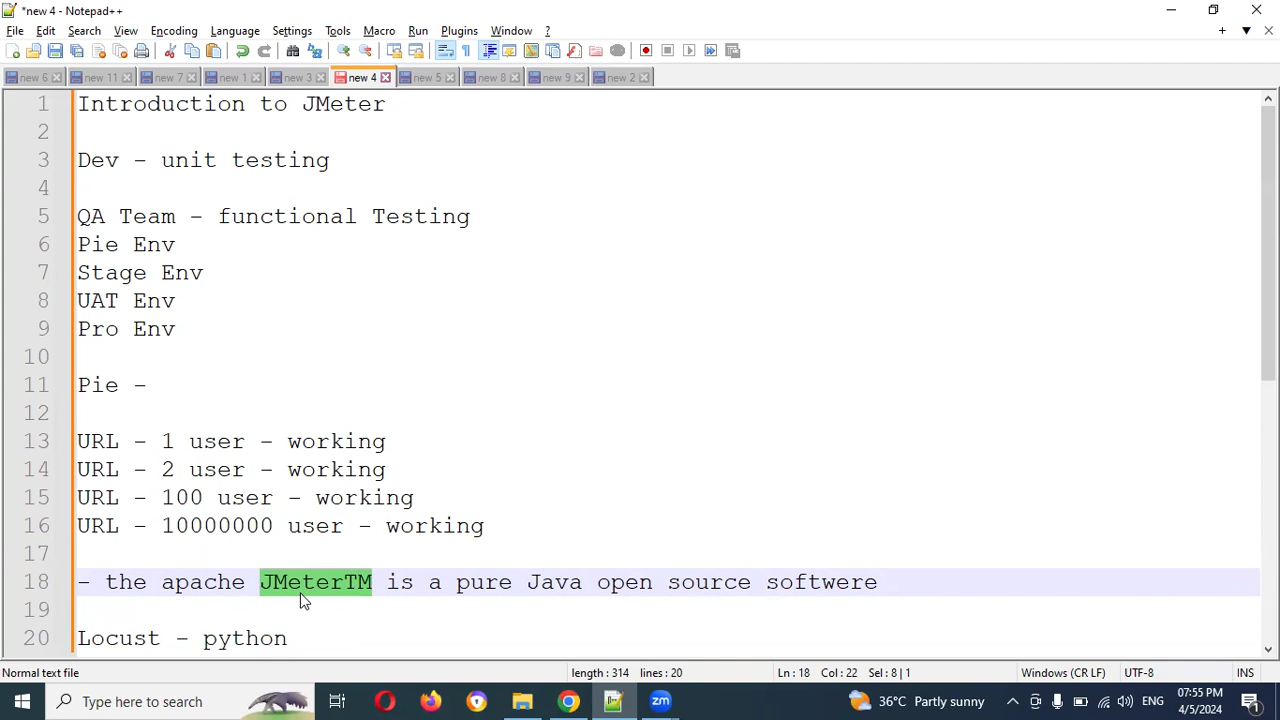 *new 4 - Notepad++
File Edit Search View Encoding Language Settings Tools Macro Run Plugins Window ?
new 6 new 11 new 7 new 1 new 3 new 4 new 5 new 8 new 9 new 2
1 Introduction to JMeter
2
3 Dev - unit testing
4
5 QA Team - functional Testing
6 Pie Env
7 Stage Env
8 UAT Env
9 Pro Env
10
11 Pie -
12
13 URL - 1 user - working
14 URL - 2 user - working
15 URL - 100 user - working
16 URL - 10000000 user - working
17
18 - the apache JMeterTM is a pure Java open source softwere
19
20 Locust - python
Normal text file length : 314 lines : 20 Ln : 18 Col : 22 Sel : 8 | 1 Windows (CR LF) UTF-8 INS
Type here to search zm 36°C Partly sunny ENG 07:55 PM 4/5/2024 1